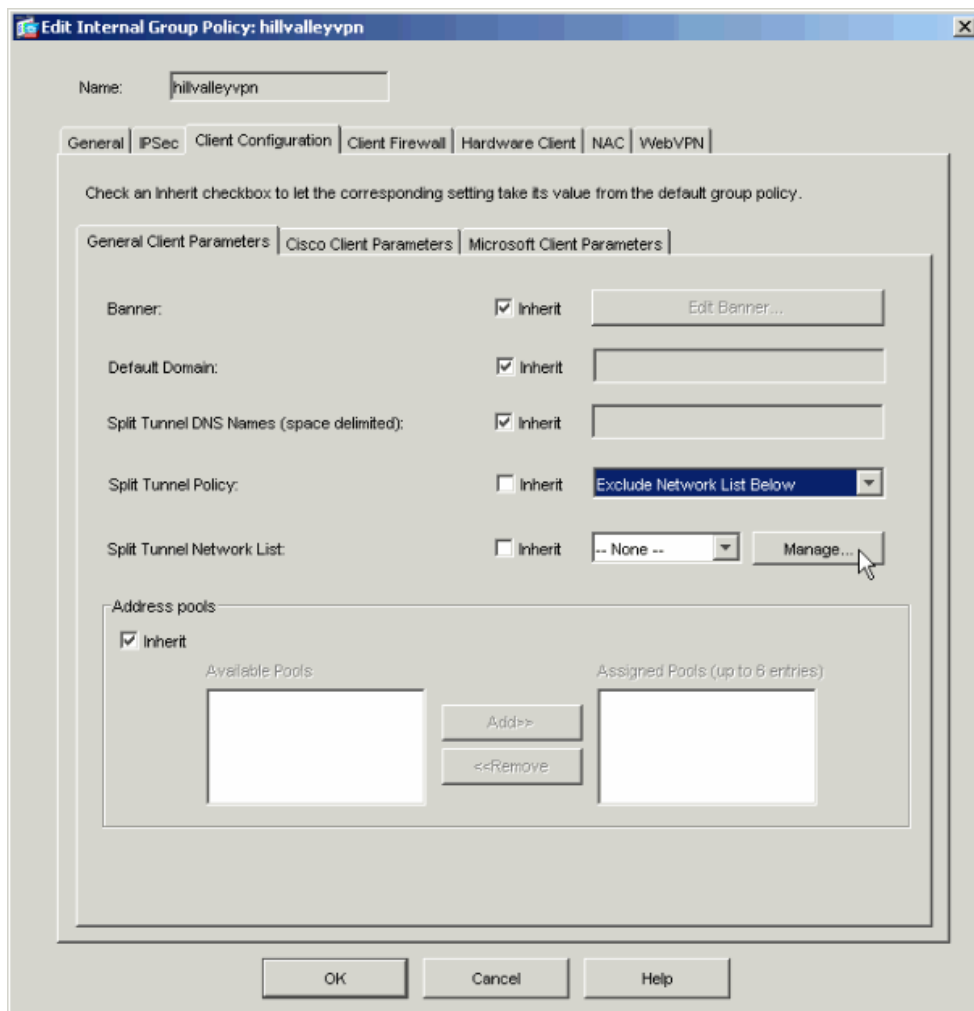 Edit Internal Group Policy: hillvalleyvpn
Name: hillvalleyvpn
General IPSec Client Configuration Client Firewall Hardware Client NAC WebVPN
Check an Inherit checkbox to let the corresponding setting take its value from the default group policy.
General Client Parameters Cisco Client Parameters Microsoft Client Parameters
Banner: Inherit Edit Banner...
Default Domain: Inherit
Split Tunnel DNS Names (space delimited): Inherit
Split Tunnel Policy: Inherit Exclude Network List Below
Split Tunnel Network List: Inherit -- None -- Manage...
Address pools
Inherit
Available Pools Assigned Pools (up to 6 entries)
Add>>
<<Remove
OK Cancel Help